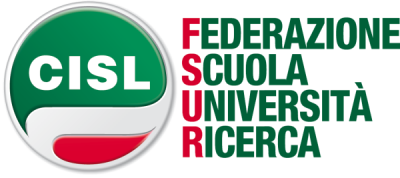 CISL
FEDERAZIONE
SCUOLA
UNIVERSITÀ
RICERCA